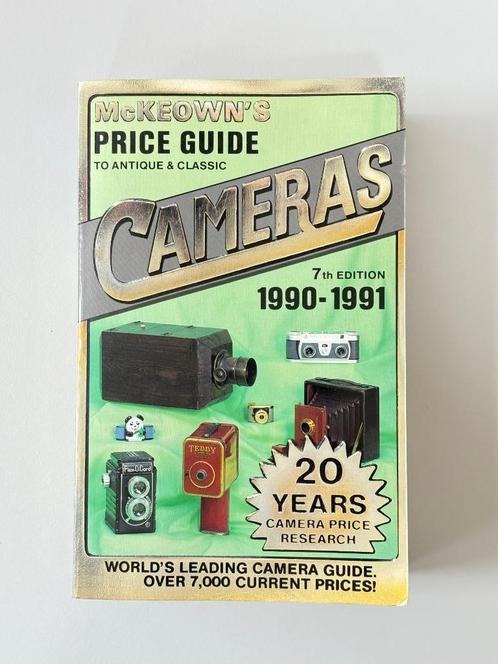 McKEOWN'S
PRICE GUIDE
TO ANTIQUE & CLASSIC
CAMERAS
7th EDITION
1990-1991
TEDDY
20
YEARS
CAMERA PRICE
RESEARCH
WORLD'S LEADING CAMERA GUIDE.
OVER 7,000 CURRENT PRICES!